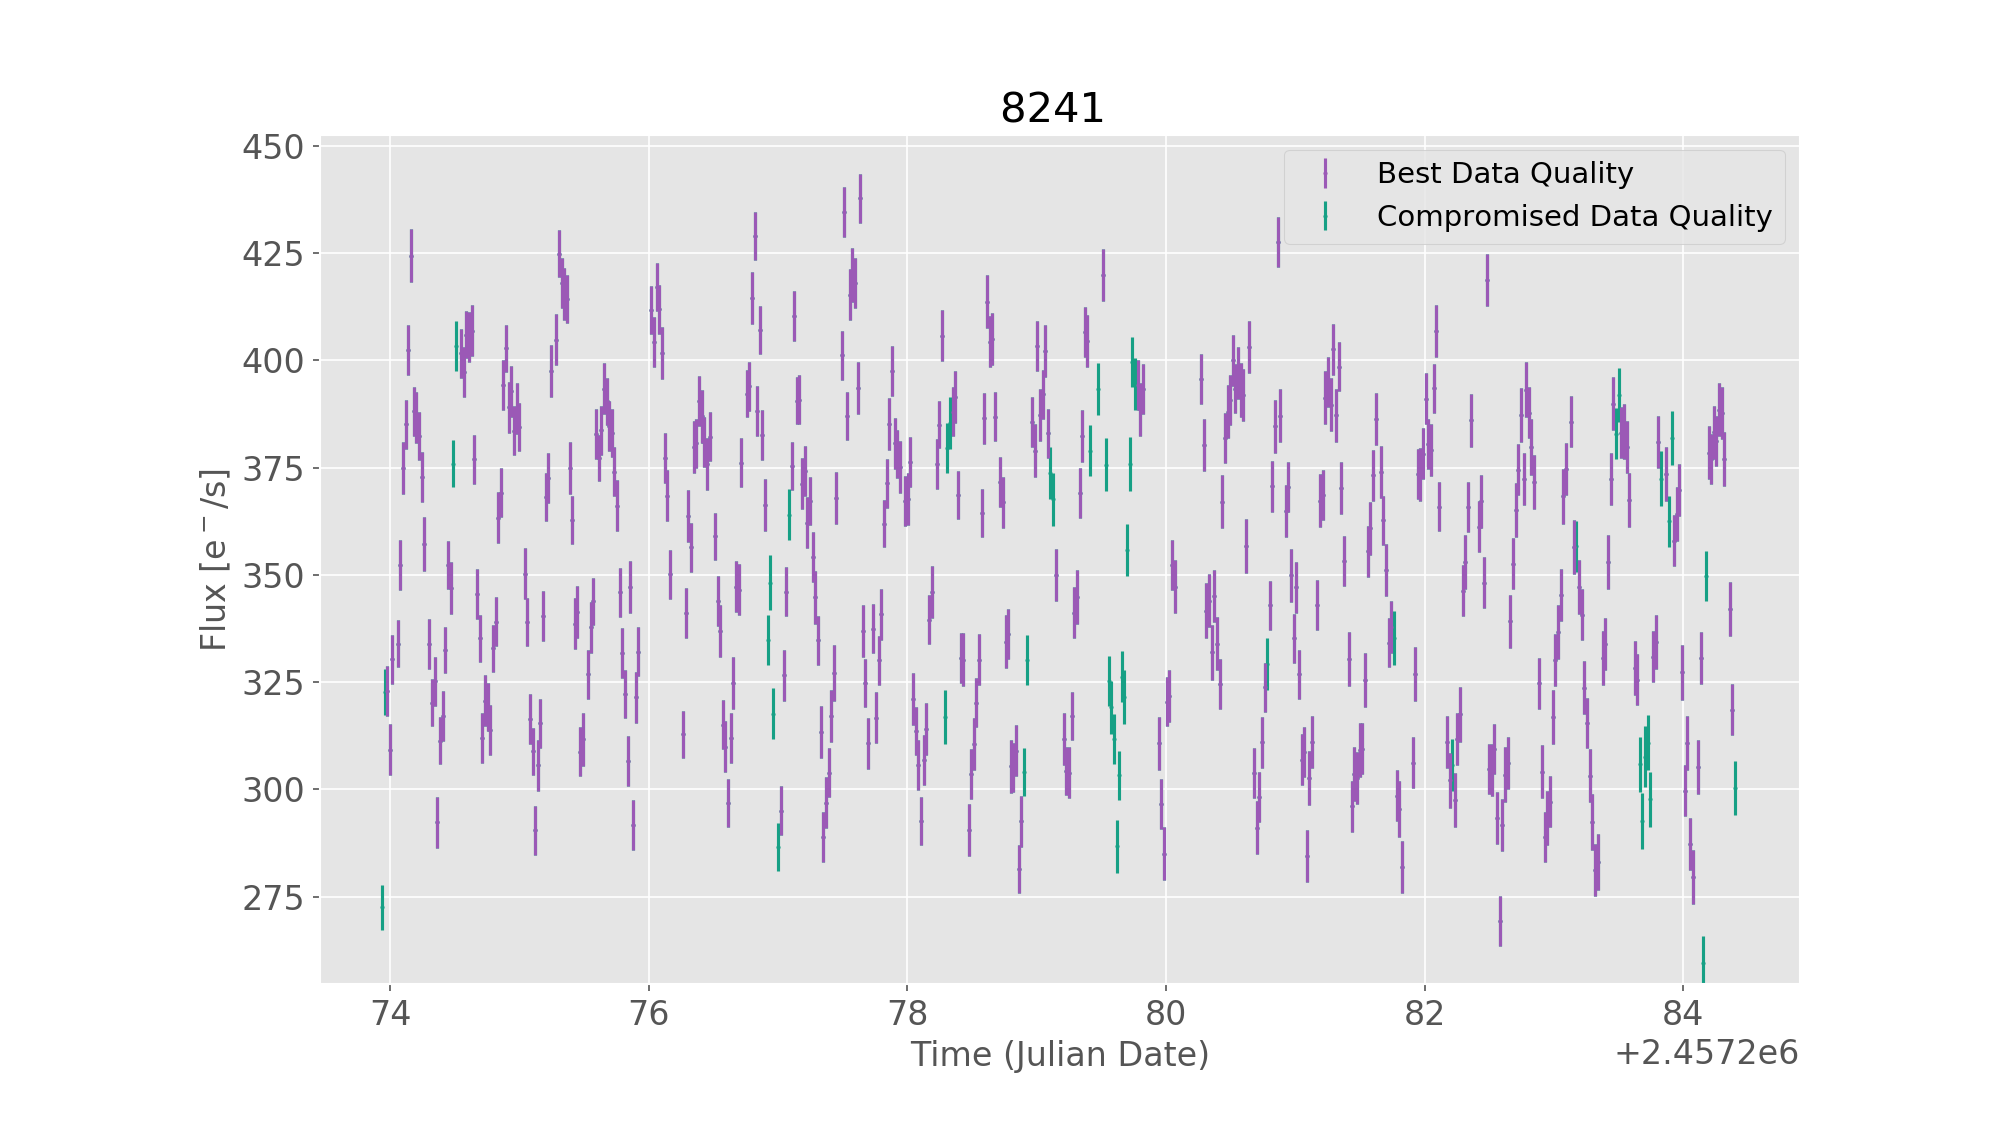 8241
Best Data Quality
Compromised Data Quality
450
425
400
375
350
325
300
275
Flux [e⁻/s]
74 76 78 80 82 84
+2.4572e6
Time (Julian Date)